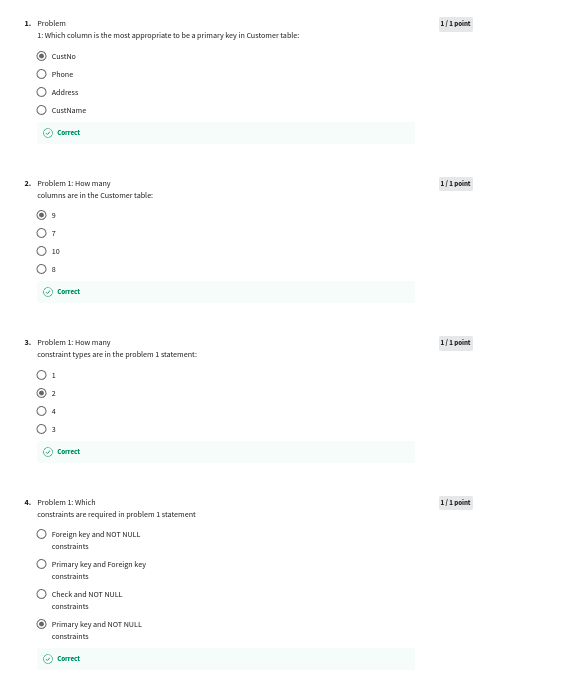 1. Problem 1 / 1 point
1: Which column is the most appropriate to be a primary key in Customer table:
CustNo
Phone
Address
CustName
Correct
2. Problem 1: How many 1 / 1 point
columns are in the Customer table:
9
7
10
8
Correct
3. Problem 1: How many 1 / 1 point
constraint types are in the problem 1 statement:
1
2
4
3
Correct
4. Problem 1: Which 1 / 1 point
constraints are required in problem 1 statement
Foreign key and NOT NULL
constraints
Primary key and Foreign key
constraints
Check and NOT NULL
constraints
Primary key and NOT NULL
constraints
Correct